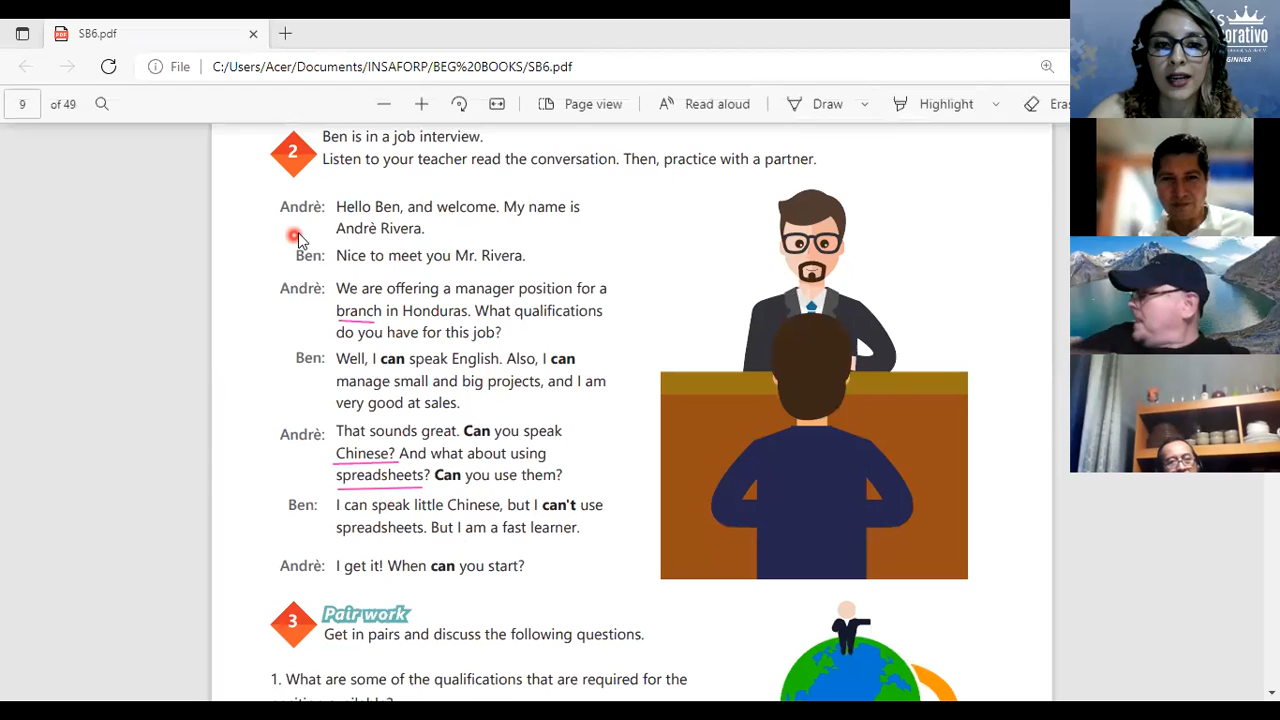 SB6.pdf
File C:/Users/Acer/Documents/INSAFORP/BEG%20BOOKS/SB6.pdf
9 of 49 Page view Read aloud Draw Highlight
Ben is in a job interview.
2
Listen to your teacher read the conversation. Then, practice with a partner.
Andrè: Hello Ben, and welcome. My name is
Andrè Rivera.
Ben: Nice to meet you Mr. Rivera.
Andrè: We are offering a manager position for a
branch in Honduras. What qualifications
do you have for this job?
Ben: Well, I can speak English. Also, I can
manage small and big projects, and I am
very good at sales.
Andrè: That sounds great. Can you speak
Chinese? And what about using
spreadsheets? Can you use them?
Ben: I can speak little Chinese, but I can't use
spreadsheets. But I am a fast learner.
Andrè: I get it! When can you start?
3 Pair work
Get in pairs and discuss the following questions.
1. What are some of the qualifications that are required for the